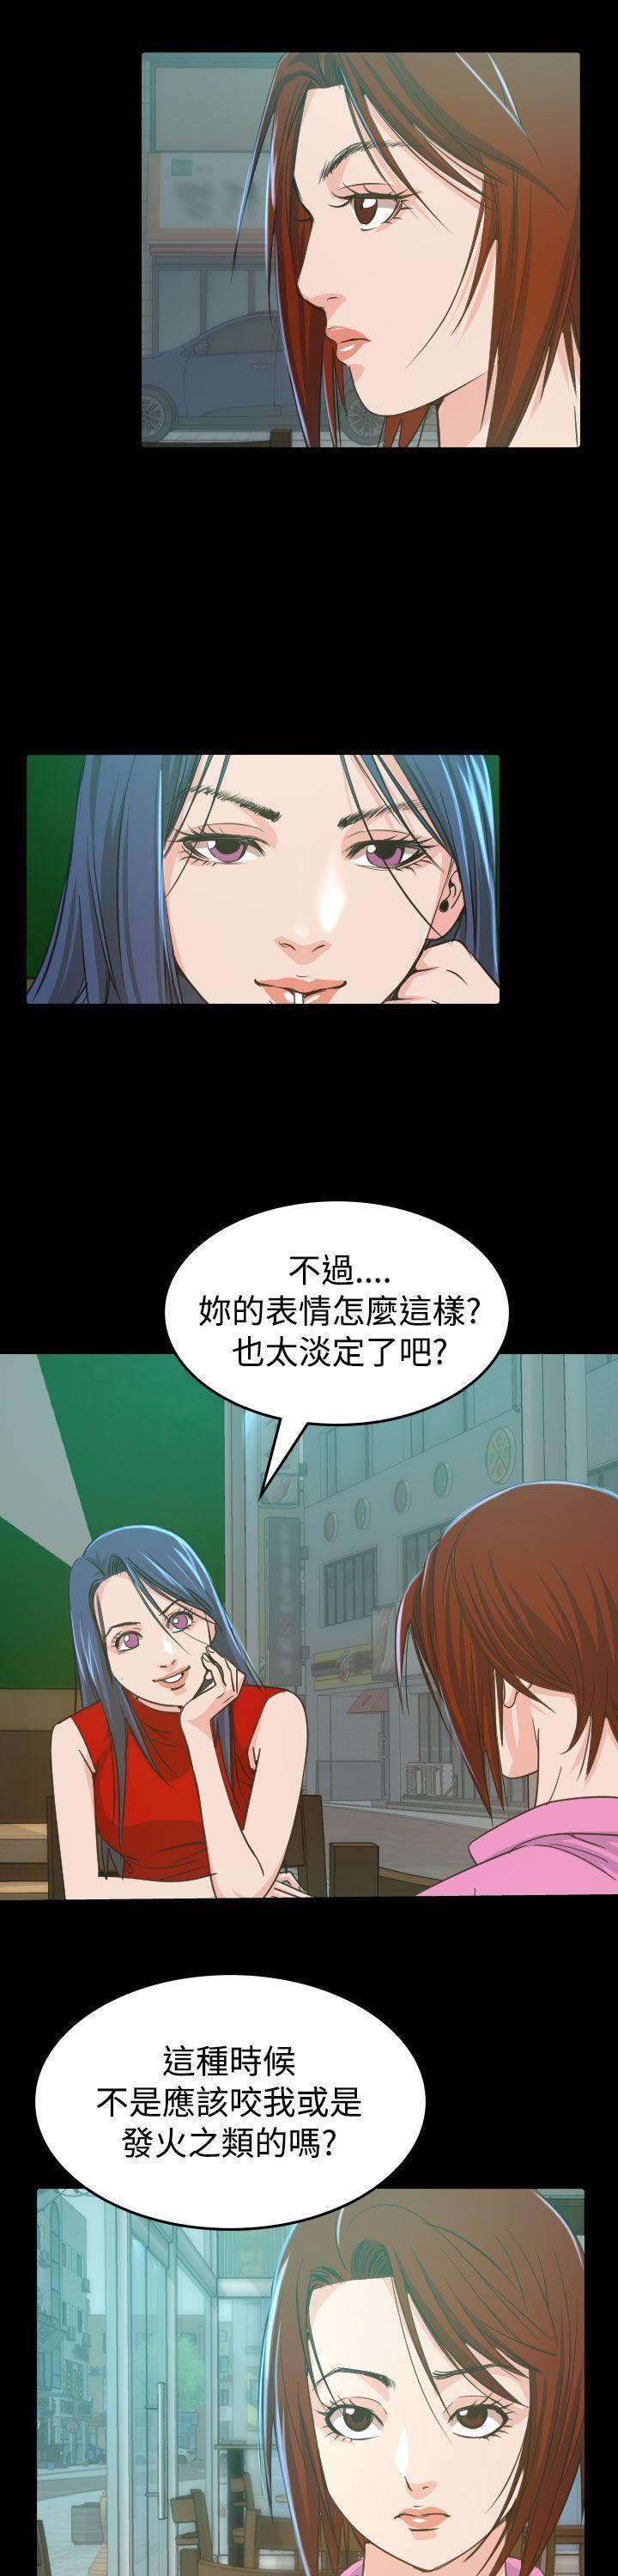 不過....
妳的表情怎麼這樣?
也太淡定了吧?
這種時候
不是應該咬我或是
發火之類的嗎?